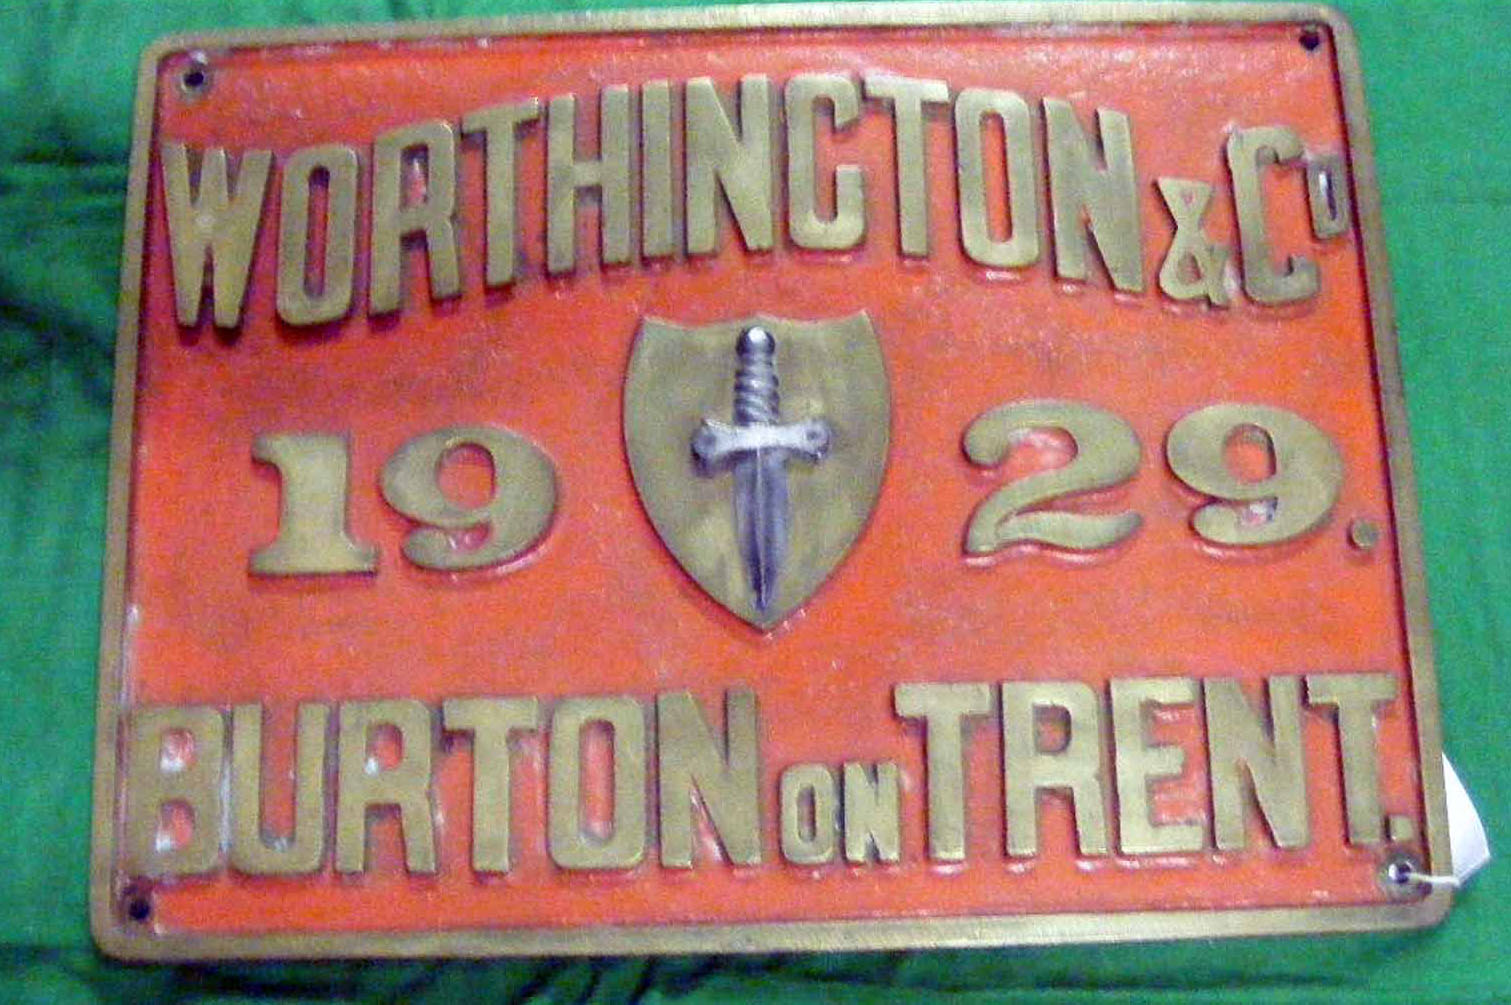 WORTHINGTON & Co
19 29.
BURTON ON TRENT.